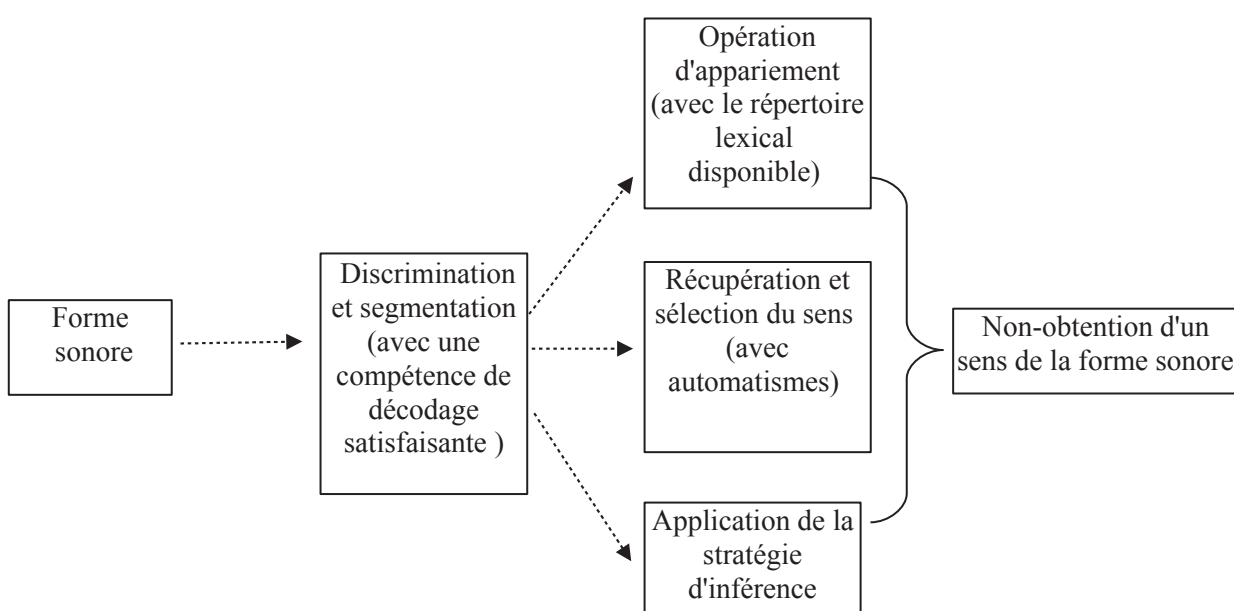 Forme
sonore
Discrimination
et segmentation
(avec une
compétence de
décodage
satisfaisante )
Opération
d'appariement
(avec le répertoire
lexical
disponible)
Récupération et
sélection du sens
(avec
automatismes)
Application de la
stratégie
d'inférence
Non-obtention d'un
sens de la forme sonore